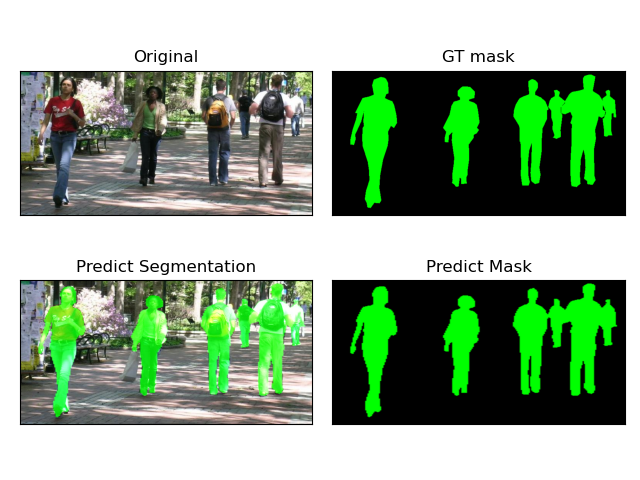 Original
GT mask
Predict Segmentation
Predict Mask